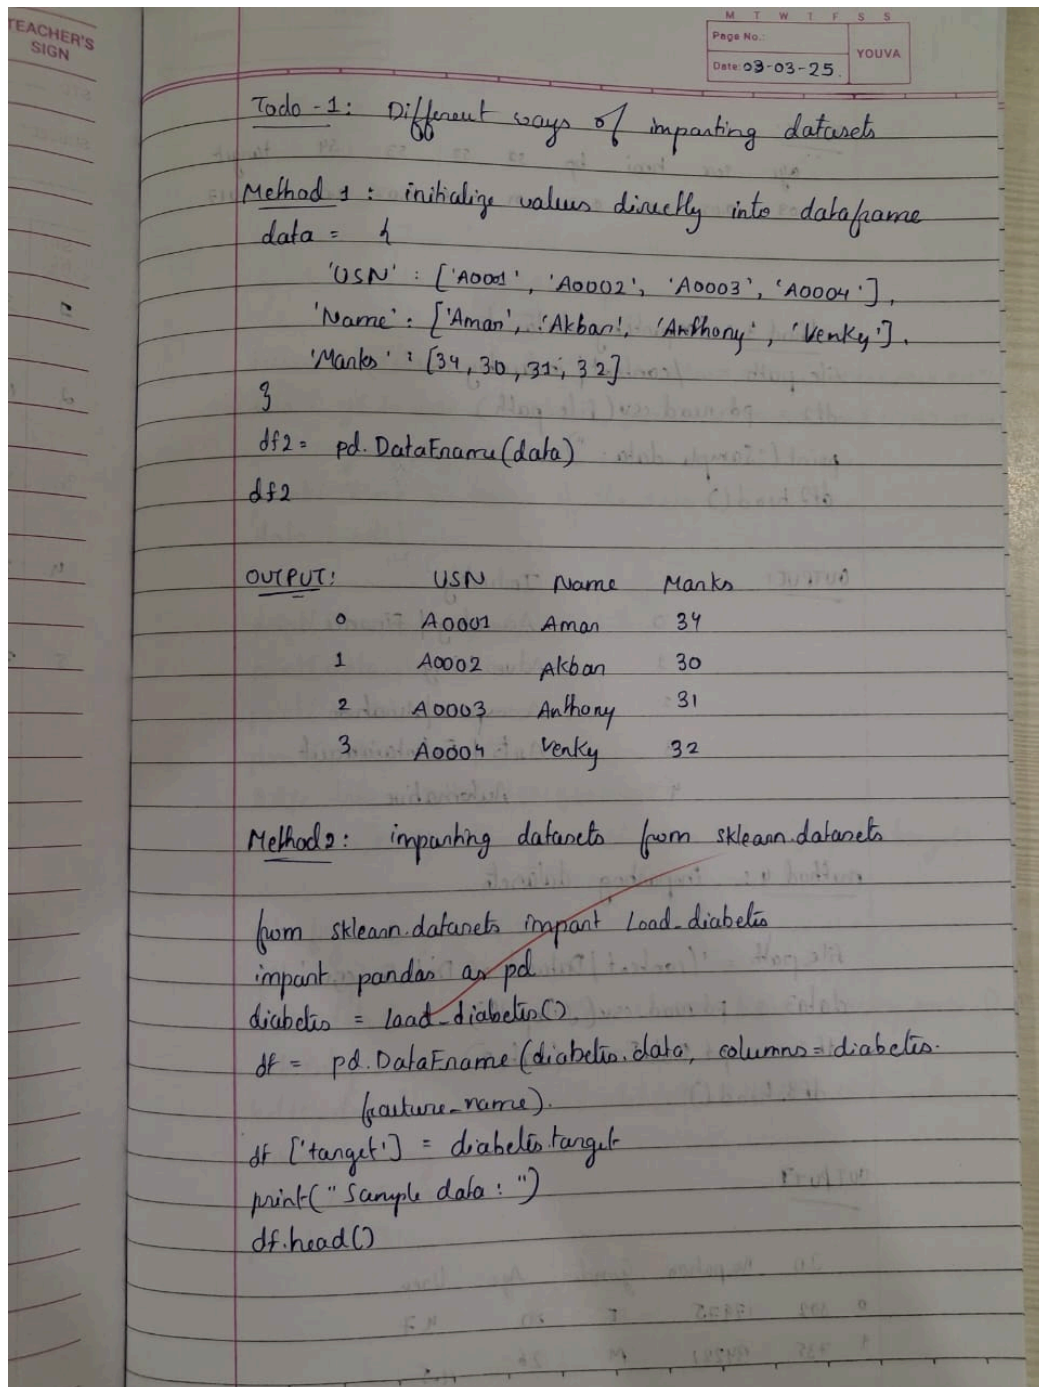 TEACHER'S
SIGN
M T W T F S S
Page No.:
YOUVA
Date: 03-03-25.
Todo-1: Different ways of importing datasets
Method 1: initialize values directly into dataframe
data = {
'USN' : ['A0001', 'A0002', 'A0003', 'A0004'],
'Name' : ['Aman', 'Akbar', 'Anthony', 'Venky'],
'Marks' : [34, 30, 31, 32]
}
df2 = pd.DataFrame(data)
df2
OUTPUT: USN Name Marks
0 A0001 Aman 34
1 A0002 Akbar 30
2 A0003 Anthony 31
3 A0004 Venky 32
Method 2: importing datasets from sklearn.datasets
from sklearn.datasets import Load_diabetes
import pandas as pd
diabetes = load_diabetes()
df = pd.DataFrame(diabetes.data, columns = diabetes.
feature_name).
df ['target'] = diabetes.target
print("Sample data : ")
df.head()